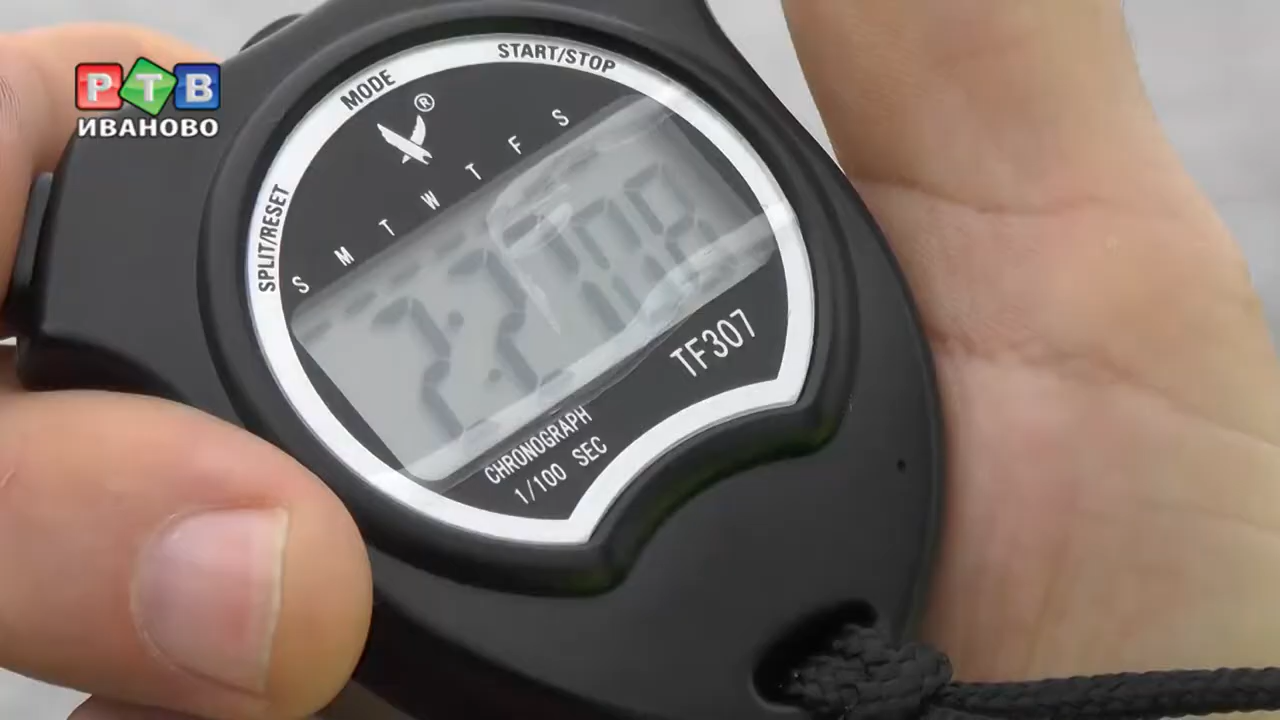 РТВ
ИВАНОВО
START/STOP
MODE
®
SPLIT/RESET
S M T W T F S
TF307
CHRONOGRAPH
1/100 SEC